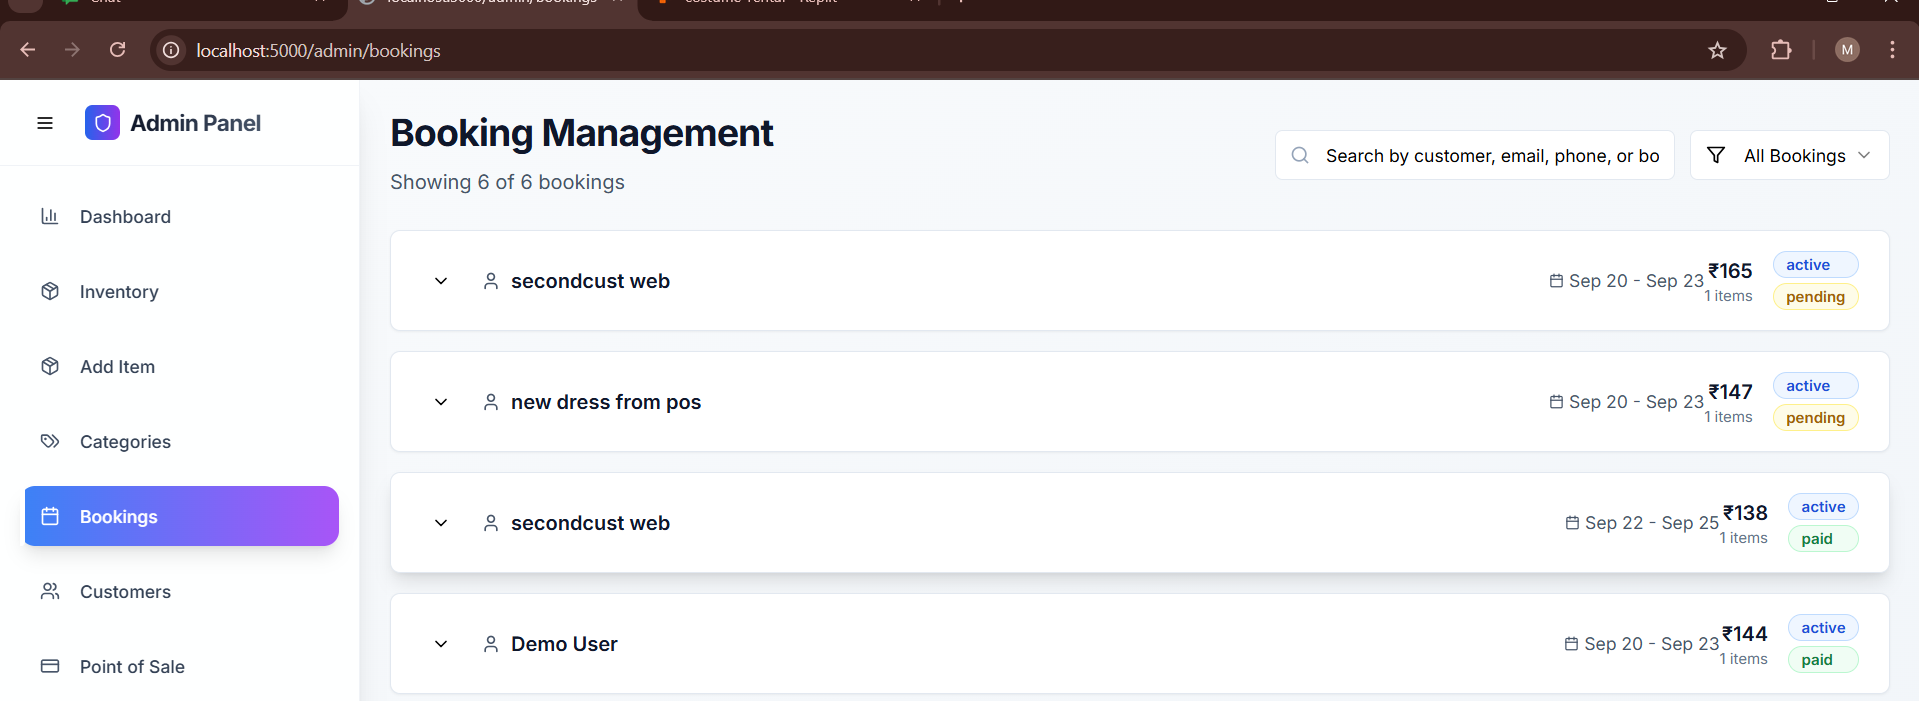 localhost:5000/admin/bookings
M
Admin Panel
Dashboard
Inventory
Add Item
Categories
Bookings
Customers
Point of Sale
Booking Management
Showing 6 of 6 bookings
Search by customer, email, phone, or bo
All Bookings
secondcust web
Sep 20 - Sep 23
₹165
1 items
active
pending
new dress from pos
Sep 20 - Sep 23
₹147
1 items
active
pending
secondcust web
Sep 22 - Sep 25
₹138
1 items
active
paid
Demo User
Sep 20 - Sep 23
₹144
1 items
active
paid